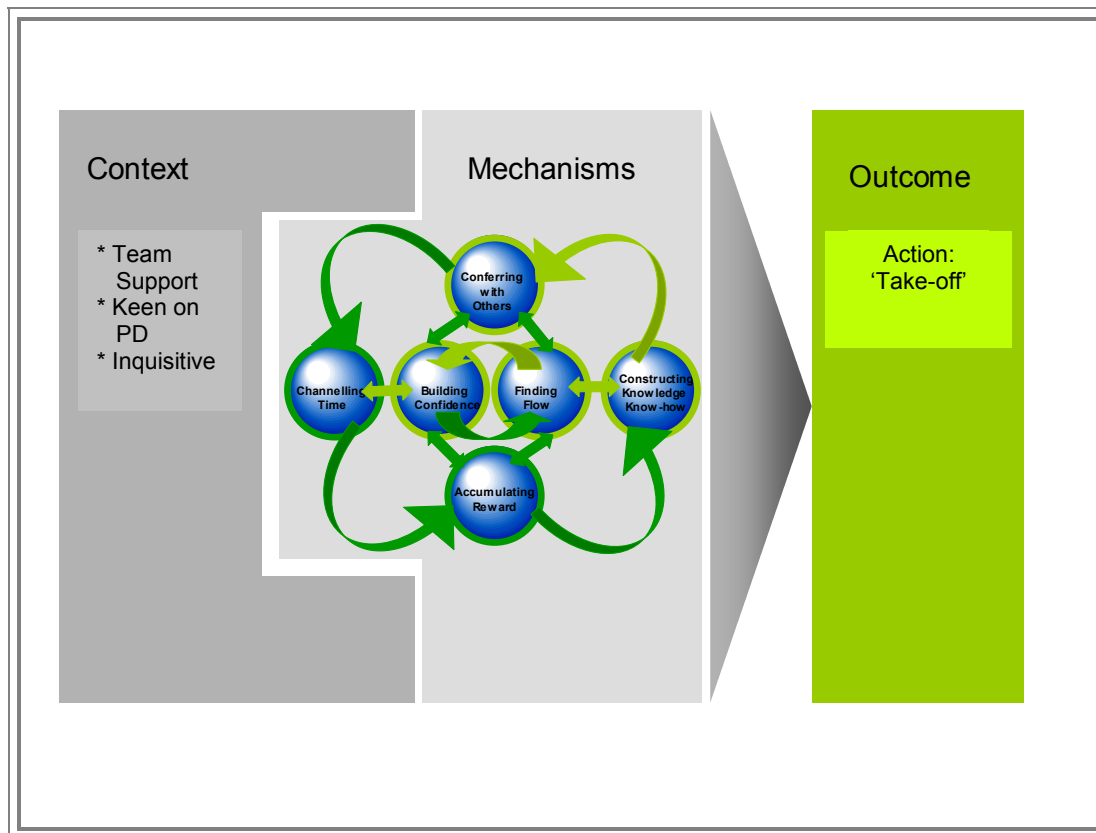 Context
* Team
Support
* Keen on
PD
* Inquisitive
Mechanisms
Conferring
with
Others
Channelling
Time
Building
Confidence
Finding
Flow
Constructing
Knowledge
Know-how
Accumulating
Reward
Outcome
Action:
‘Take-off’